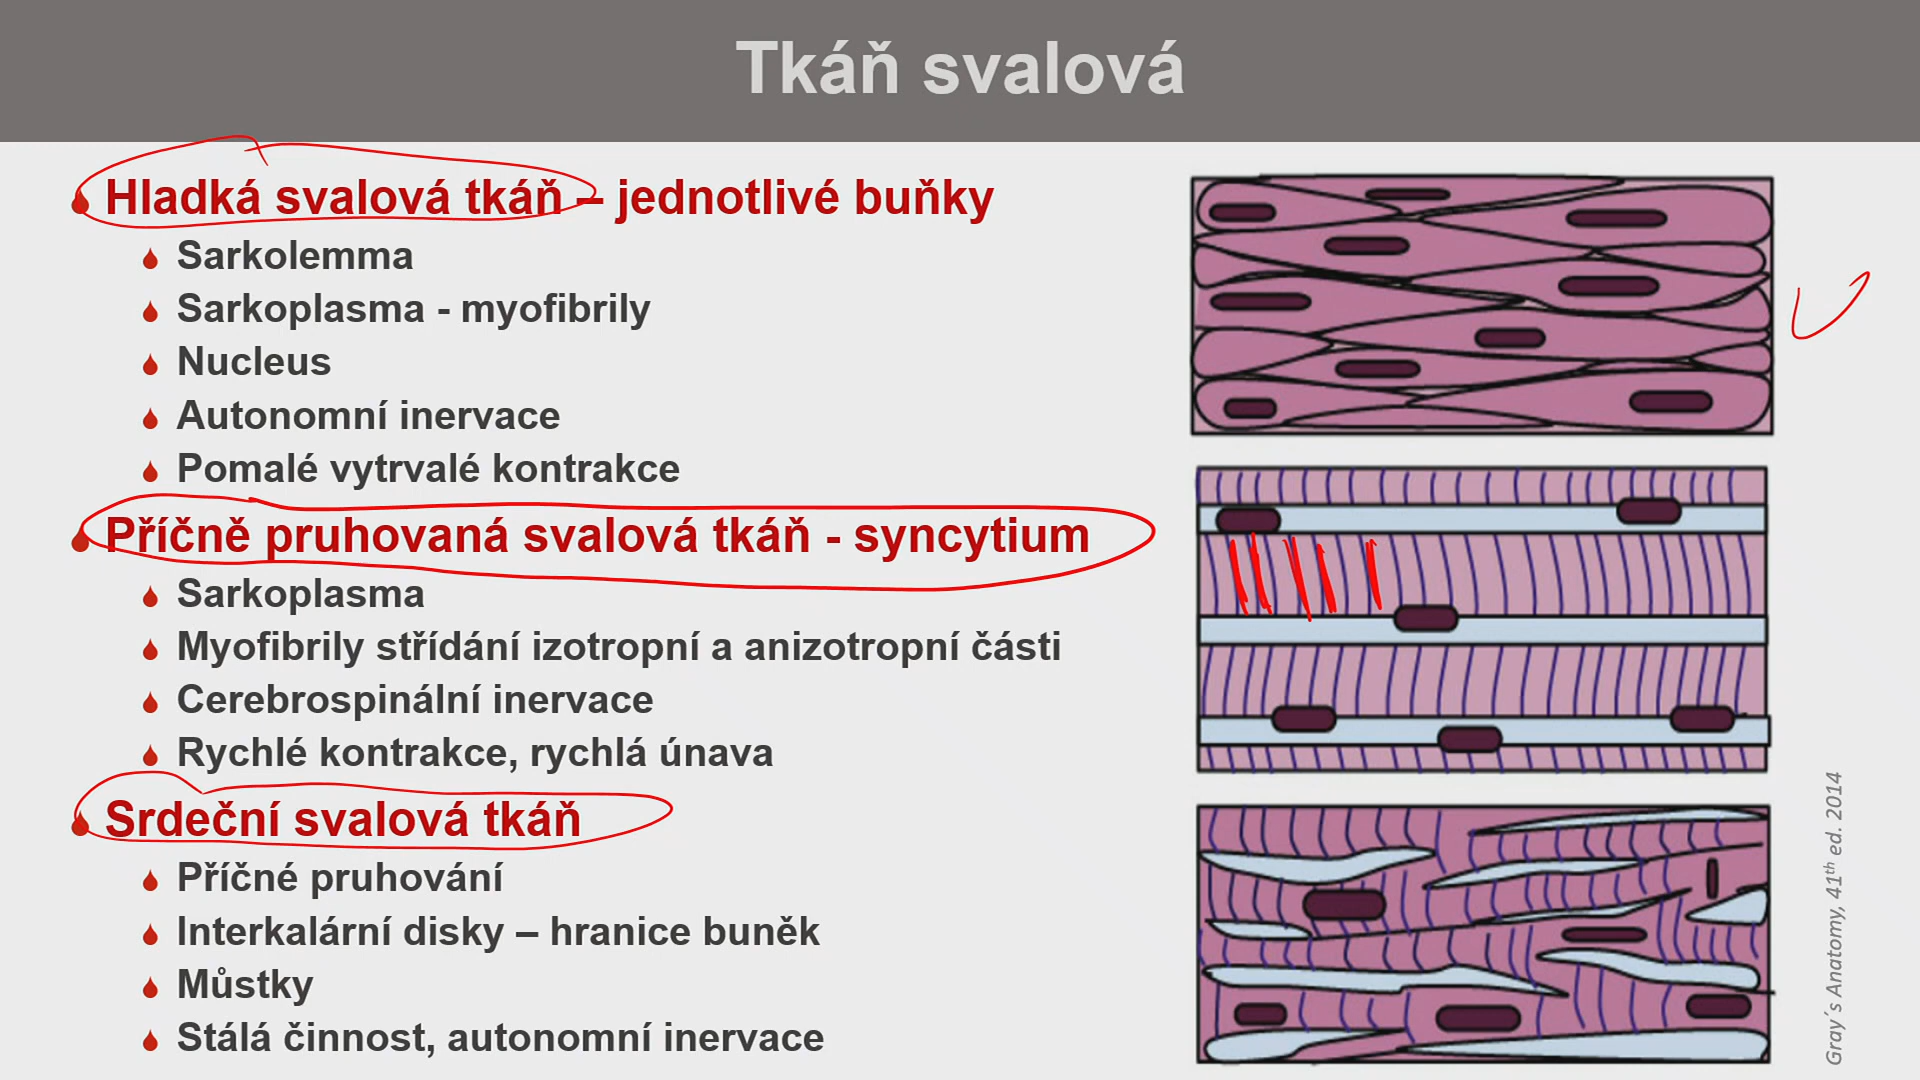 Tkáň svalová
Hladká svalová tkáň – jednotlivé buňky
Sarkolemma
Sarkoplasma - myofibrily
Nucleus
Autonomní inervace
Pomalé vytrvalé kontrakce
Příčně pruhovaná svalová tkáň - syncytium
Sarkoplasma
Myofibrily střídání izotropní a anizotropní části
Cerebrospinální inervace
Rychlé kontrakce, rychlá únava
Srdeční svalová tkáň
Příčné pruhování
Interkalární disky – hranice buněk
Můstky
Stálá činnost, autonomní inervace
Gray´s Anatomy, 41th ed. 2014